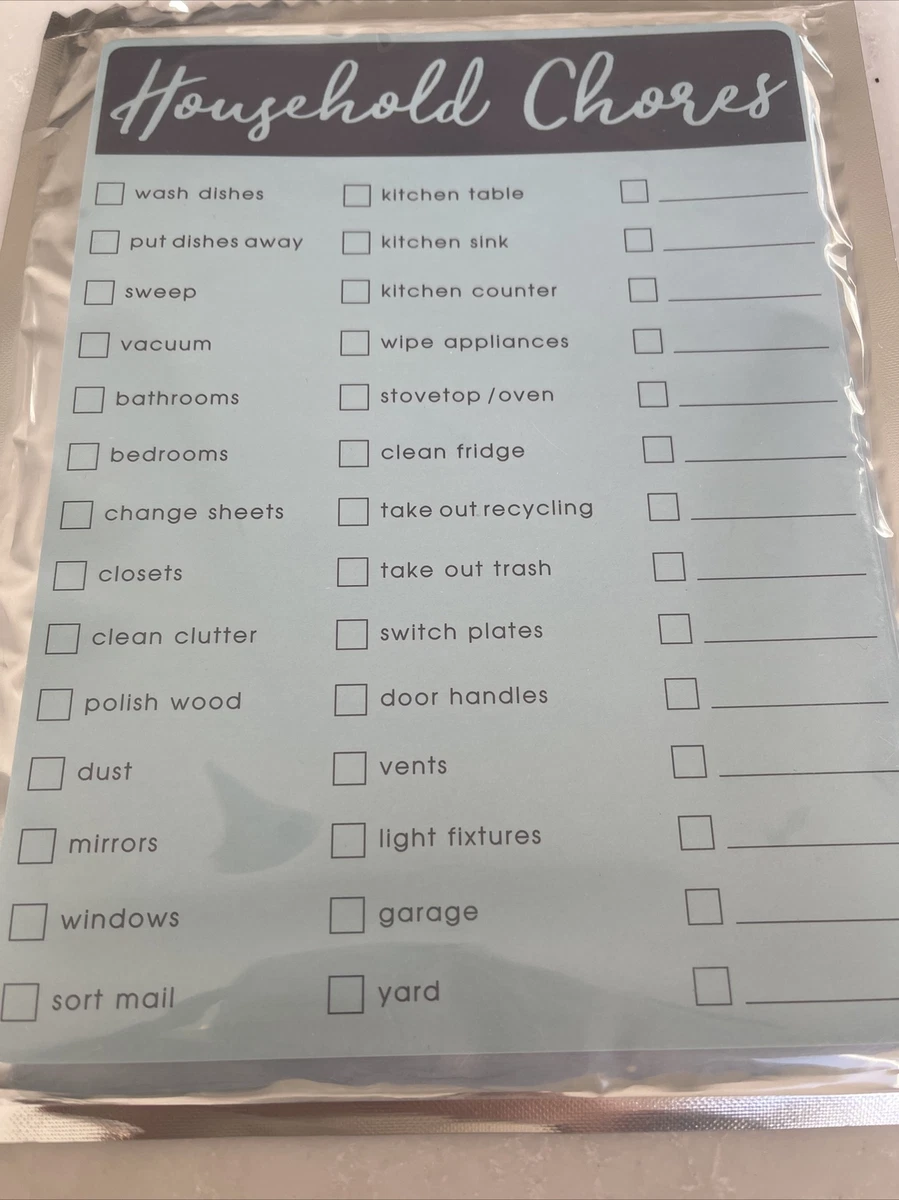 Household Chores
wash dishes
put dishes away
sweep
vacuum
bathrooms
bedrooms
change sheets
closets
clean clutter
polish wood
dust
mirrors
windows
sort mail
kitchen table
kitchen sink
kitchen counter
wipe appliances
stovetop /oven
clean fridge
take out recycling
take out trash
switch plates
door handles
vents
light fixtures
garage
yard